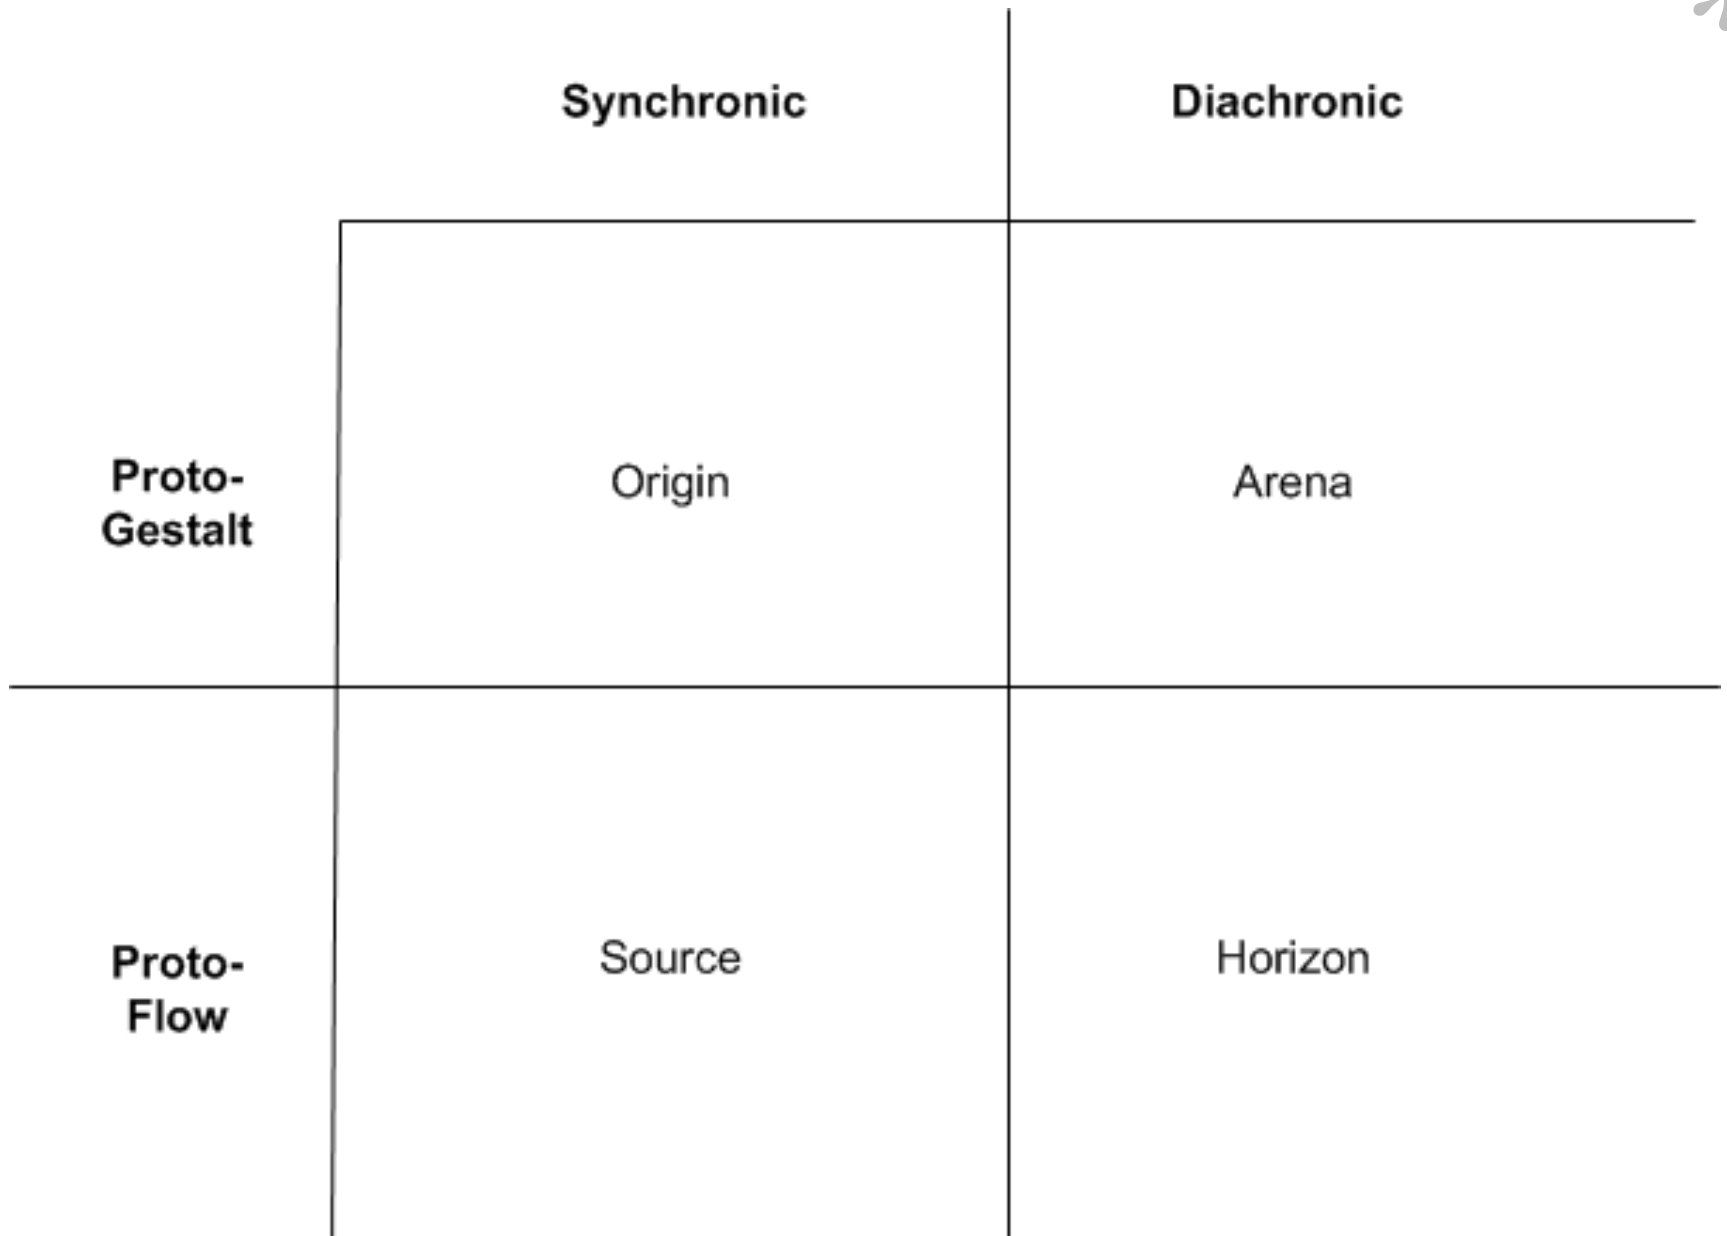 Synchronic Diachronic
Proto-
Gestalt
Origin Arena
Proto-
Flow
Source Horizon